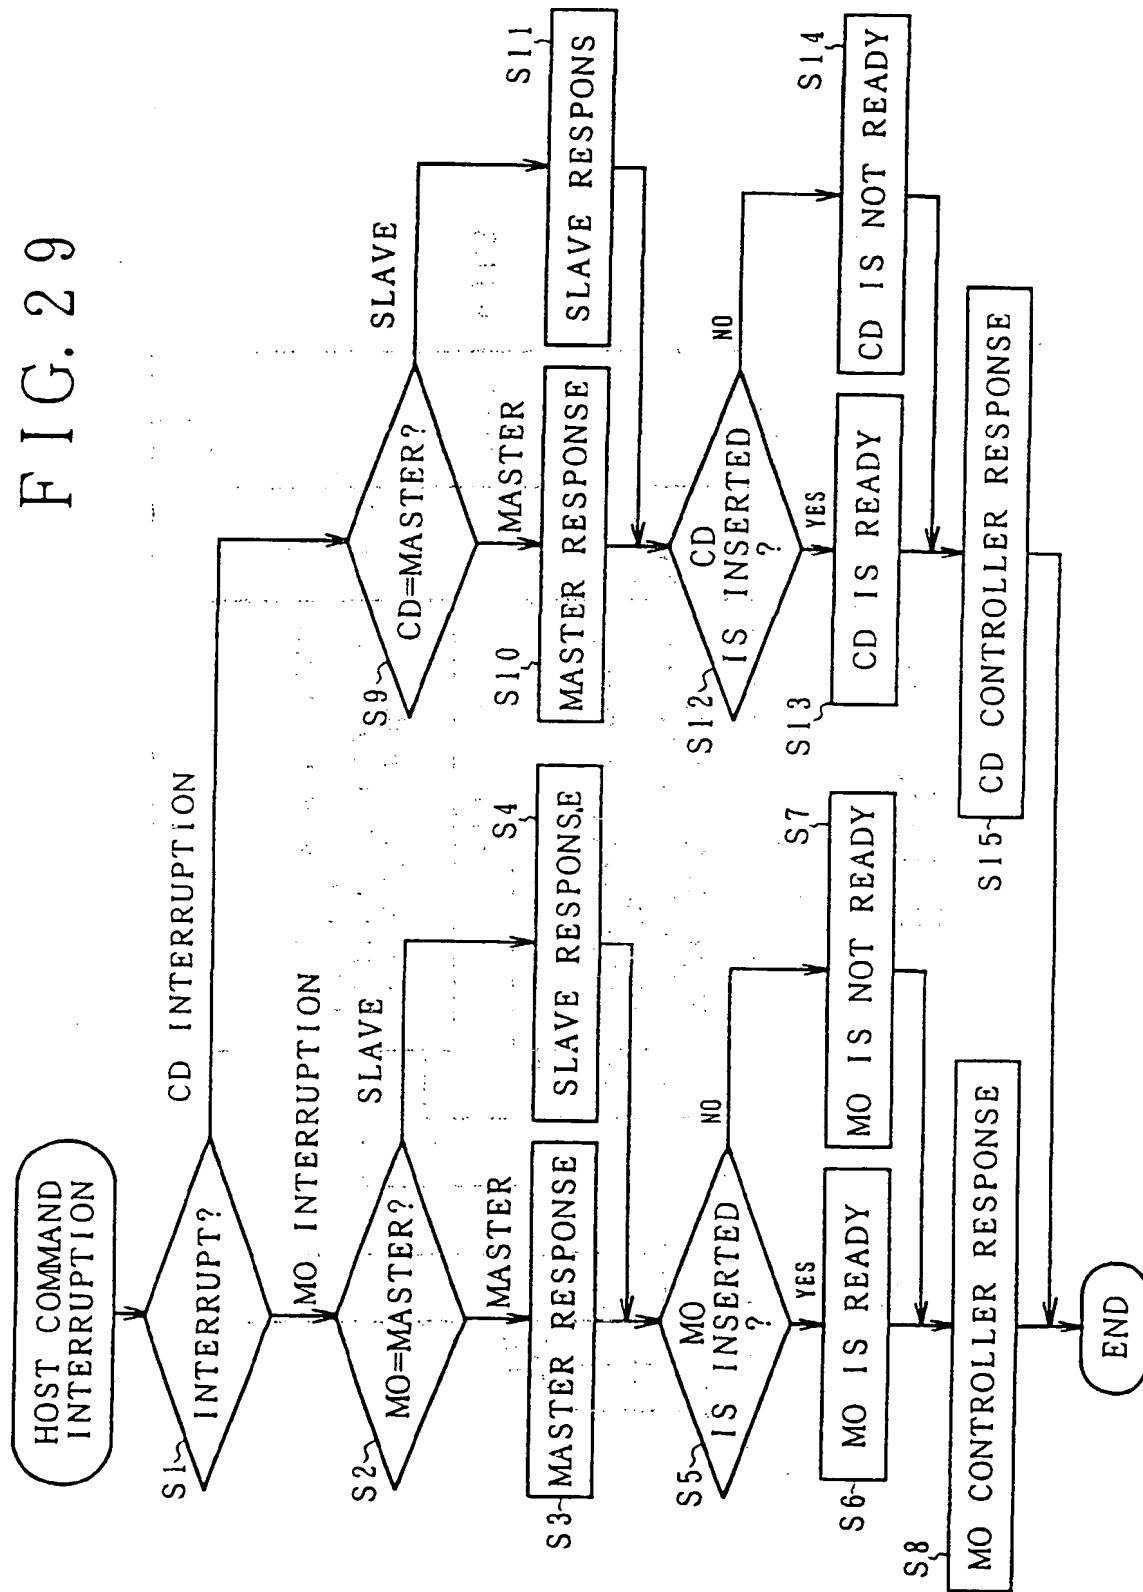 FIG. 29
HOST COMMAND
INTERRUPTION
S1
INTERRUPT?
CD INTERRUPTION
MO INTERRUPTION
S2
MO=MASTER?
SLAVE
MASTER
S3
MASTER RESPONSE
S4
SLAVE RESPONSE
S5
MO
IS INSERTED
?
NO
YES
S6
MO IS READY
S7
MO IS NOT READY
S8
MO CONTROLLER RESPONSE
S9
CD=MASTER?
SLAVE
MASTER
S10
MASTER RESPONSE
S11
SLAVE RESPONS
S12
CD
IS INSERTED
?
NO
YES
S13
CD IS READY
S14
CD IS NOT READY
S15
CD CONTROLLER RESPONSE
END